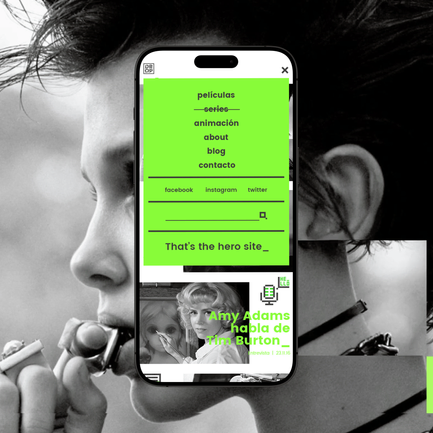 películas
series
animación
about
blog
contacto
facebook instagram twitter
That's the hero site_
Amy Adams
habla de
Tim Burton_